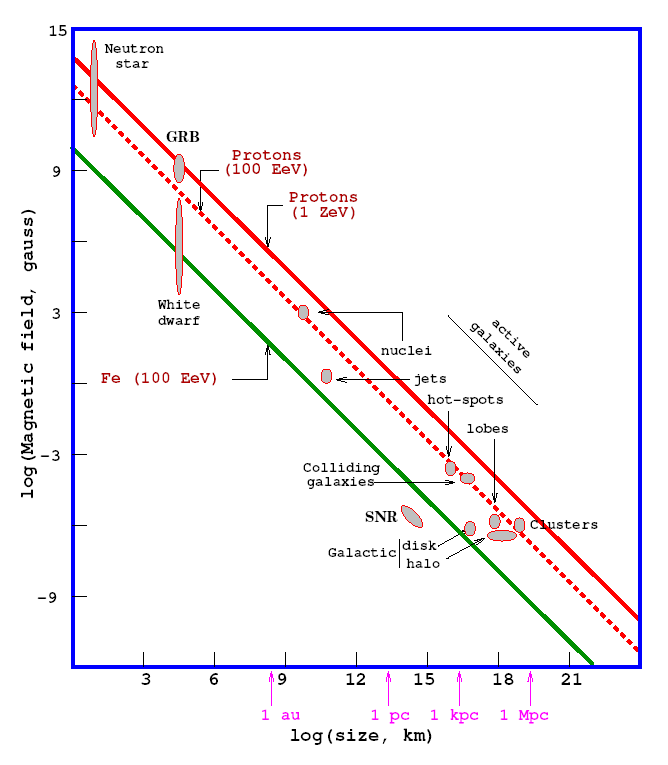 15
Neutron
star
GRB
Protons
(100 EeV)
9
Protons
(1 ZeV)
White
dwarf
3
nuclei
active
galaxies
Fe (100 EeV)
jets
hot-spots
lobes
-3
Colliding
galaxies
SNR
Clusters
Galactic
disk
halo
-9
log(Magnetic field, gauss)
3 6 9 12 15 18 21
1 au 1 pc 1 kpc 1 Mpc
log(size, km)